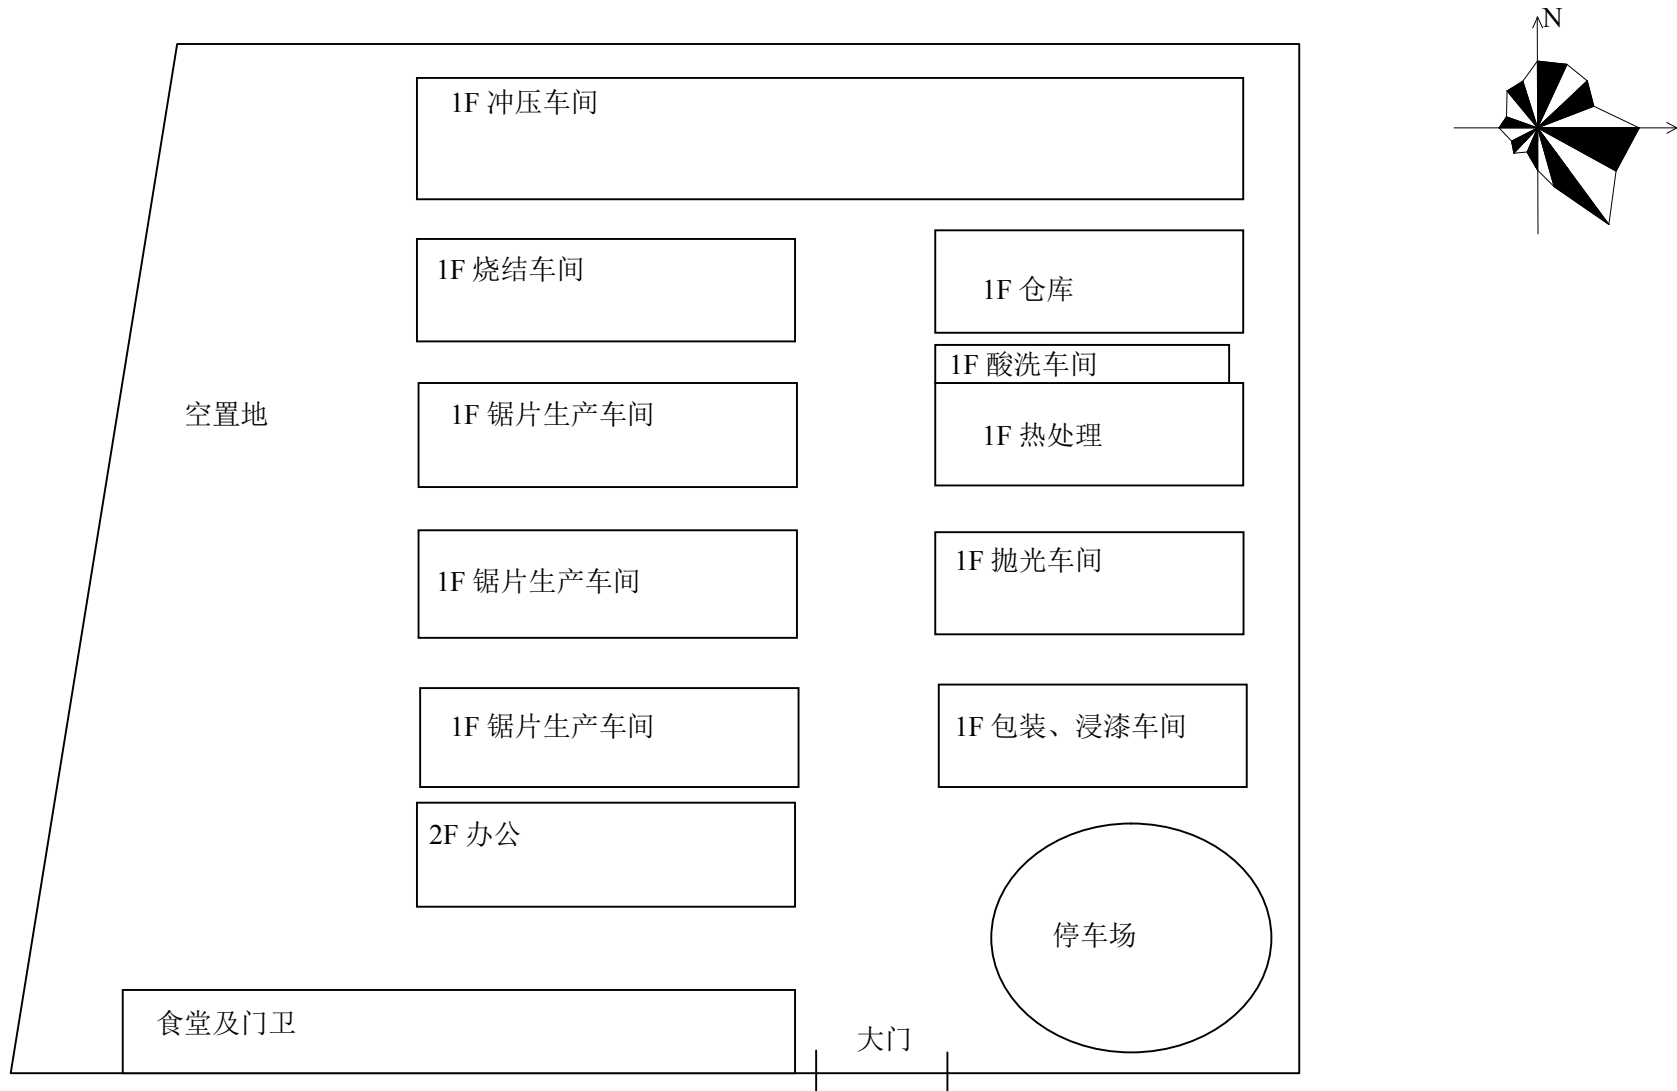 N
1F 冲压车间
1F 烧结车间
1F 仓库
1F 酸洗车间
空置地
1F 锯片生产车间
1F 热处理
1F 锯片生产车间
1F 抛光车间
1F 锯片生产车间
1F 包装、浸漆车间
2F 办公
停车场
食堂及门卫
大门